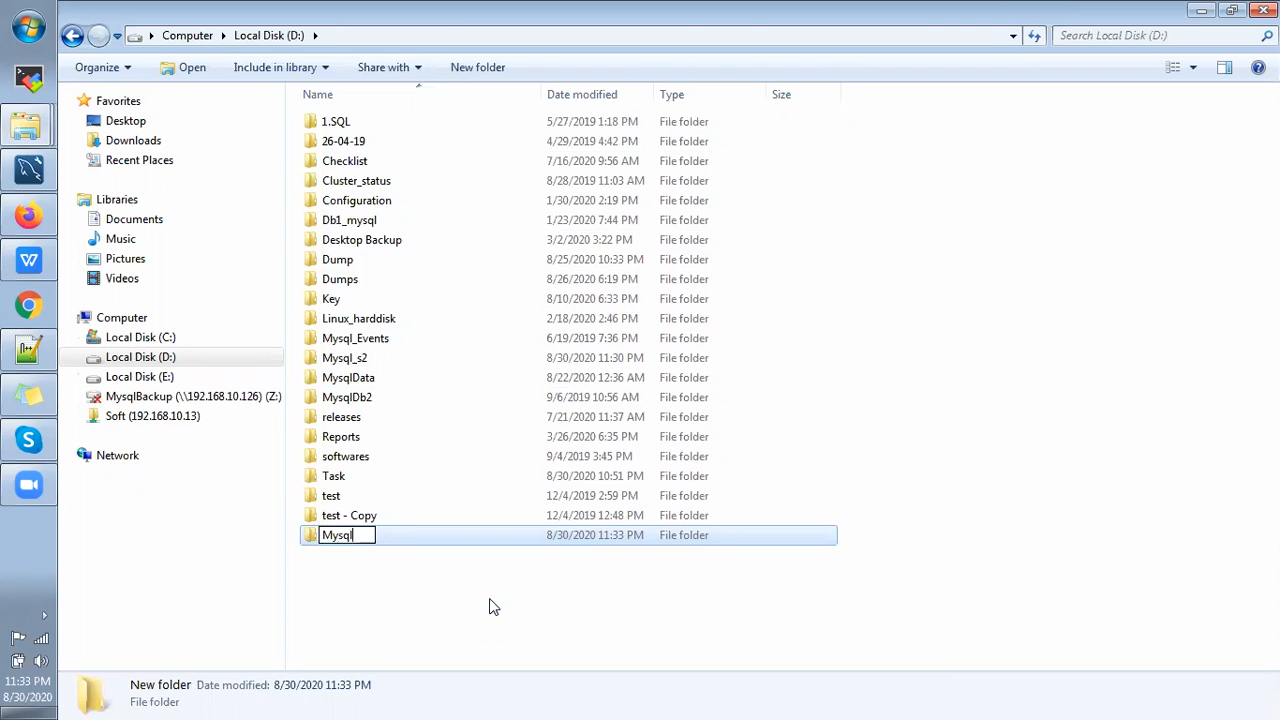 Computer
Local Disk (D:)
Search Local Disk (D:)
Organize
Open
Include in library
Share with
New folder
Favorites
Desktop
Downloads
Recent Places
Libraries
Documents
Music
Pictures
Videos
Computer
Local Disk (C:)
Local Disk (D:)
Local Disk (E:)
MysqlBackup (\\192.168.10.126) (Z:)
Soft (192.168.10.13)
Network
Name Date modified Type Size
1.SQL 5/27/2019 1:18 PM File folder
26-04-19 4/29/2019 4:42 PM File folder
Checklist 7/16/2020 9:56 AM File folder
Cluster_status 8/28/2019 11:03 AM File folder
Configuration 1/30/2020 2:19 PM File folder
Db1_mysql 1/23/2020 7:44 PM File folder
Desktop Backup 3/2/2020 3:22 PM File folder
Dump 8/25/2020 10:33 PM File folder
Dumps 8/26/2020 6:19 PM File folder
Key 8/10/2020 6:33 PM File folder
Linux_harddisk 2/18/2020 2:46 PM File folder
Mysql_Events 6/19/2019 7:36 PM File folder
Mysql_s2 8/30/2020 11:30 PM File folder
MysqlData 8/22/2020 12:36 AM File folder
MysqlDb2 9/6/2019 10:56 AM File folder
releases 7/21/2020 11:37 AM File folder
Reports 3/26/2020 6:35 PM File folder
softwares 9/4/2019 3:45 PM File folder
Task 8/30/2020 10:51 PM File folder
test 12/4/2019 2:59 PM File folder
test - Copy 12/4/2019 12:48 PM File folder
Mysql 8/30/2020 11:33 PM File folder
New folder Date modified: 8/30/2020 11:33 PM
File folder
11:33 PM
8/30/2020